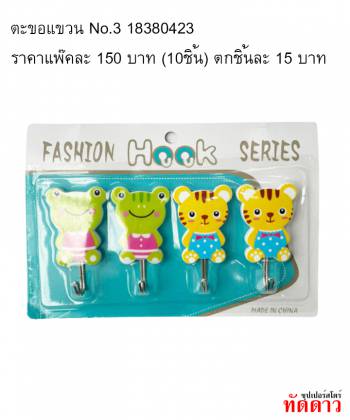 ตะขอแขวน No.3 18380423
ราคาแพ๊คละ 150 บาท (10ชิ้น) ตกชิ้นละ 15 บาท
FASHION Hook SERIES
MADE IN CHINA
ซุปเปอร์สโตร์
ทัดดาว